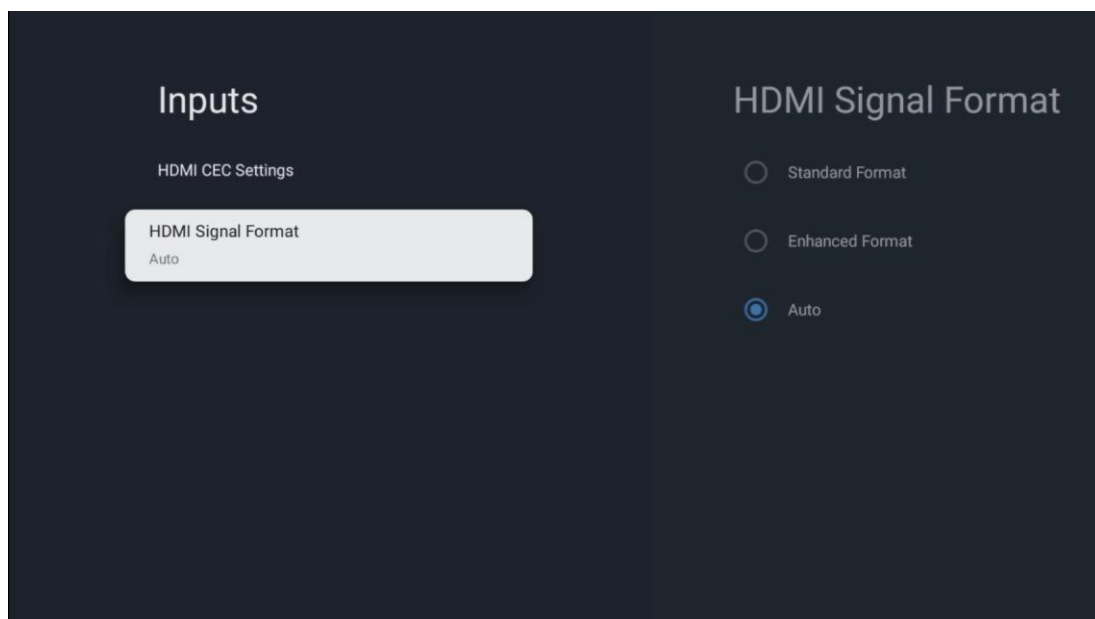 Inputs
HDMI CEC Settings
HDMI Signal Format
Auto
HDMI Signal Format
Standard Format
Enhanced Format
Auto